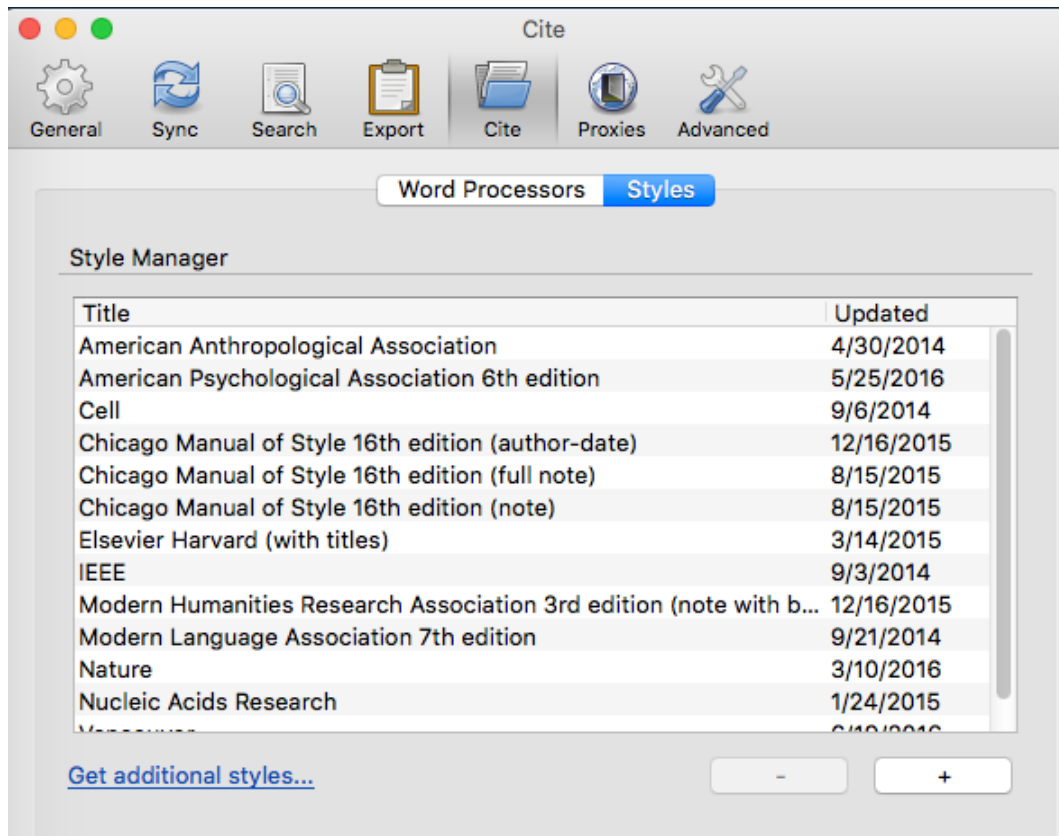 Cite
General Sync Search Export Cite Proxies Advanced
Word Processors Styles
Style Manager
Title Updated
American Anthropological Association 4/30/2014
American Psychological Association 6th edition 5/25/2016
Cell 9/6/2014
Chicago Manual of Style 16th edition (author-date) 12/16/2015
Chicago Manual of Style 16th edition (full note) 8/15/2015
Chicago Manual of Style 16th edition (note) 8/15/2015
Elsevier Harvard (with titles) 3/14/2015
IEEE 9/3/2014
Modern Humanities Research Association 3rd edition (note with b... 12/16/2015
Modern Language Association 7th edition 9/21/2014
Nature 3/10/2016
Nucleic Acids Research 1/24/2015
Get additional styles... - +